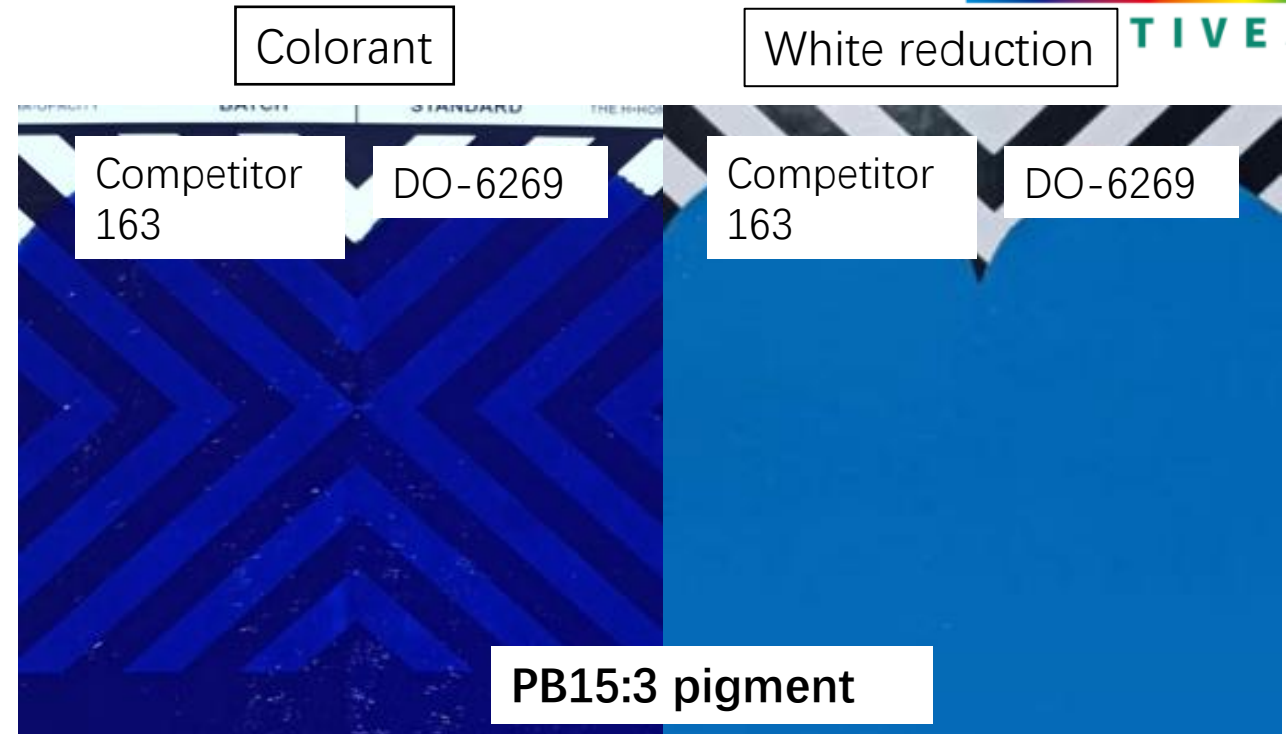 Colorant
White reduction
TIVE
BATCH
STANDARD
Competitor
163
DO-6269
Competitor
163
DO-6269
PB15:3 pigment